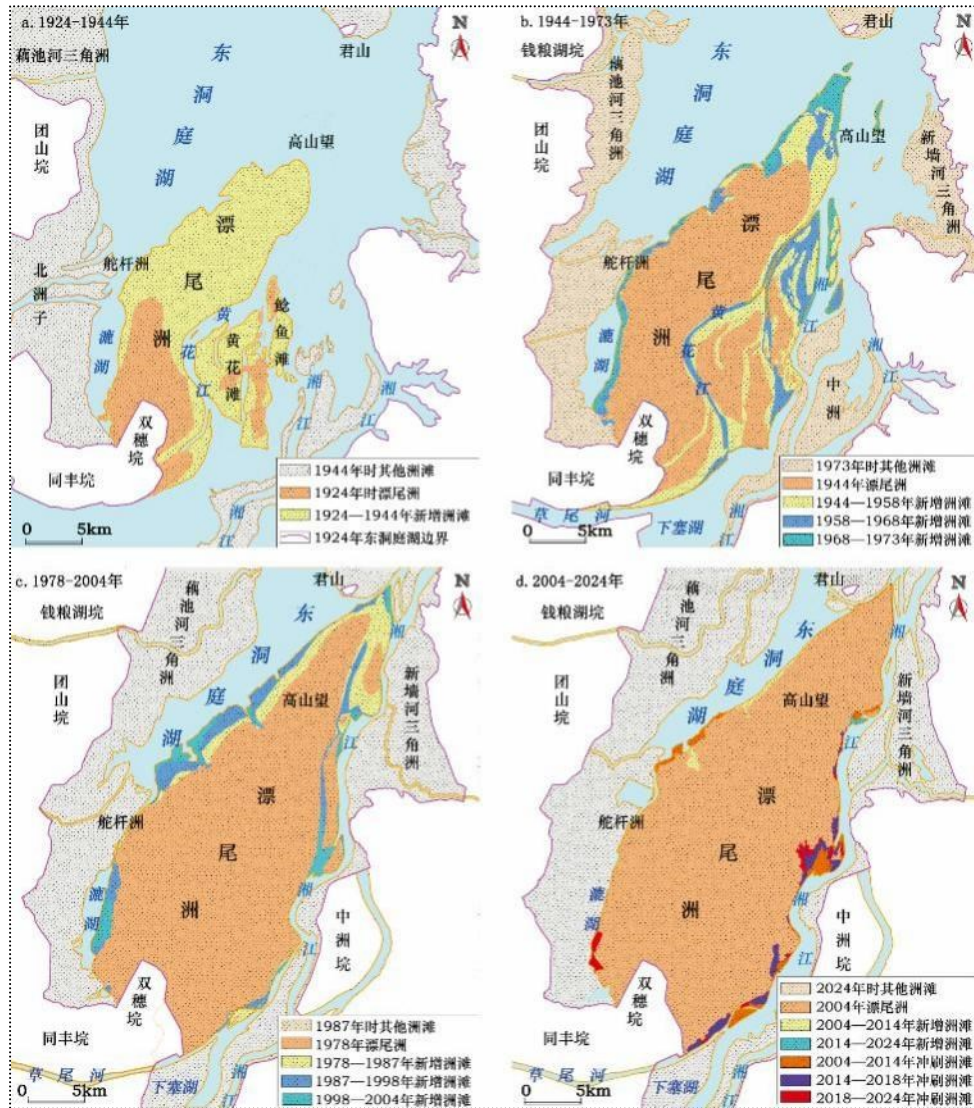 a. 1924-1944年
藕池河三角洲
君山
N
东洞庭湖
团山垸
高山望
漂尾洲
舵杆洲
北洲子
漉湖
黄花江
黄花滩
鲶鱼滩
湘江
湘江
双穗垸
同丰垸
湘江
0 5km
1944年时其他洲滩
1924年时漂尾洲
1924—1944年新增洲滩
1924年东洞庭湖边界
b. 1944-1973年
钱粮湖垸
君山
N
藕池河三角洲
东洞庭湖
团山垸
高山望
新墙河三角洲
漂尾洲
舵杆洲
漉湖
黄花江
湘江
湘江
中洲
双穗垸
同丰垸
草尾河
下塞湖
湘江
0 5km
1973年时其他洲滩
1944年漂尾洲
1944—1958年新增洲滩
1958—1968年新增洲滩
1968—1973年新增洲滩
c. 1978-2004年
钱粮湖垸
君山
N
藕池河三角洲
东洞庭湖
湘江
团山垸
高山望
新墙河三角洲
漂尾洲
舵杆洲
漉湖
湘江
中洲垸
双穗垸
同丰垸
草尾河
下塞湖
湘江
0 5km
1987年时其他洲滩
1978年漂尾洲
1978—1987年新增洲滩
1987—1998年新增洲滩
1998—2004年新增洲滩
d. 2004-2024年
钱粮湖垸
君山
N
藕池河三角洲
东洞庭湖
湘江
团山垸
高山望
新墙河三角洲
漂尾洲
舵杆洲
漉湖
湘江
中洲垸
双穗垸
同丰垸
草尾河
下塞湖
湘江
0 5km
2024年时其他洲滩
2004年漂尾洲
2004—2014年新增洲滩
2014—2024年新增洲滩
2004—2014年冲刷洲滩
2014—2018年冲刷洲滩
2018—2024年冲刷洲滩